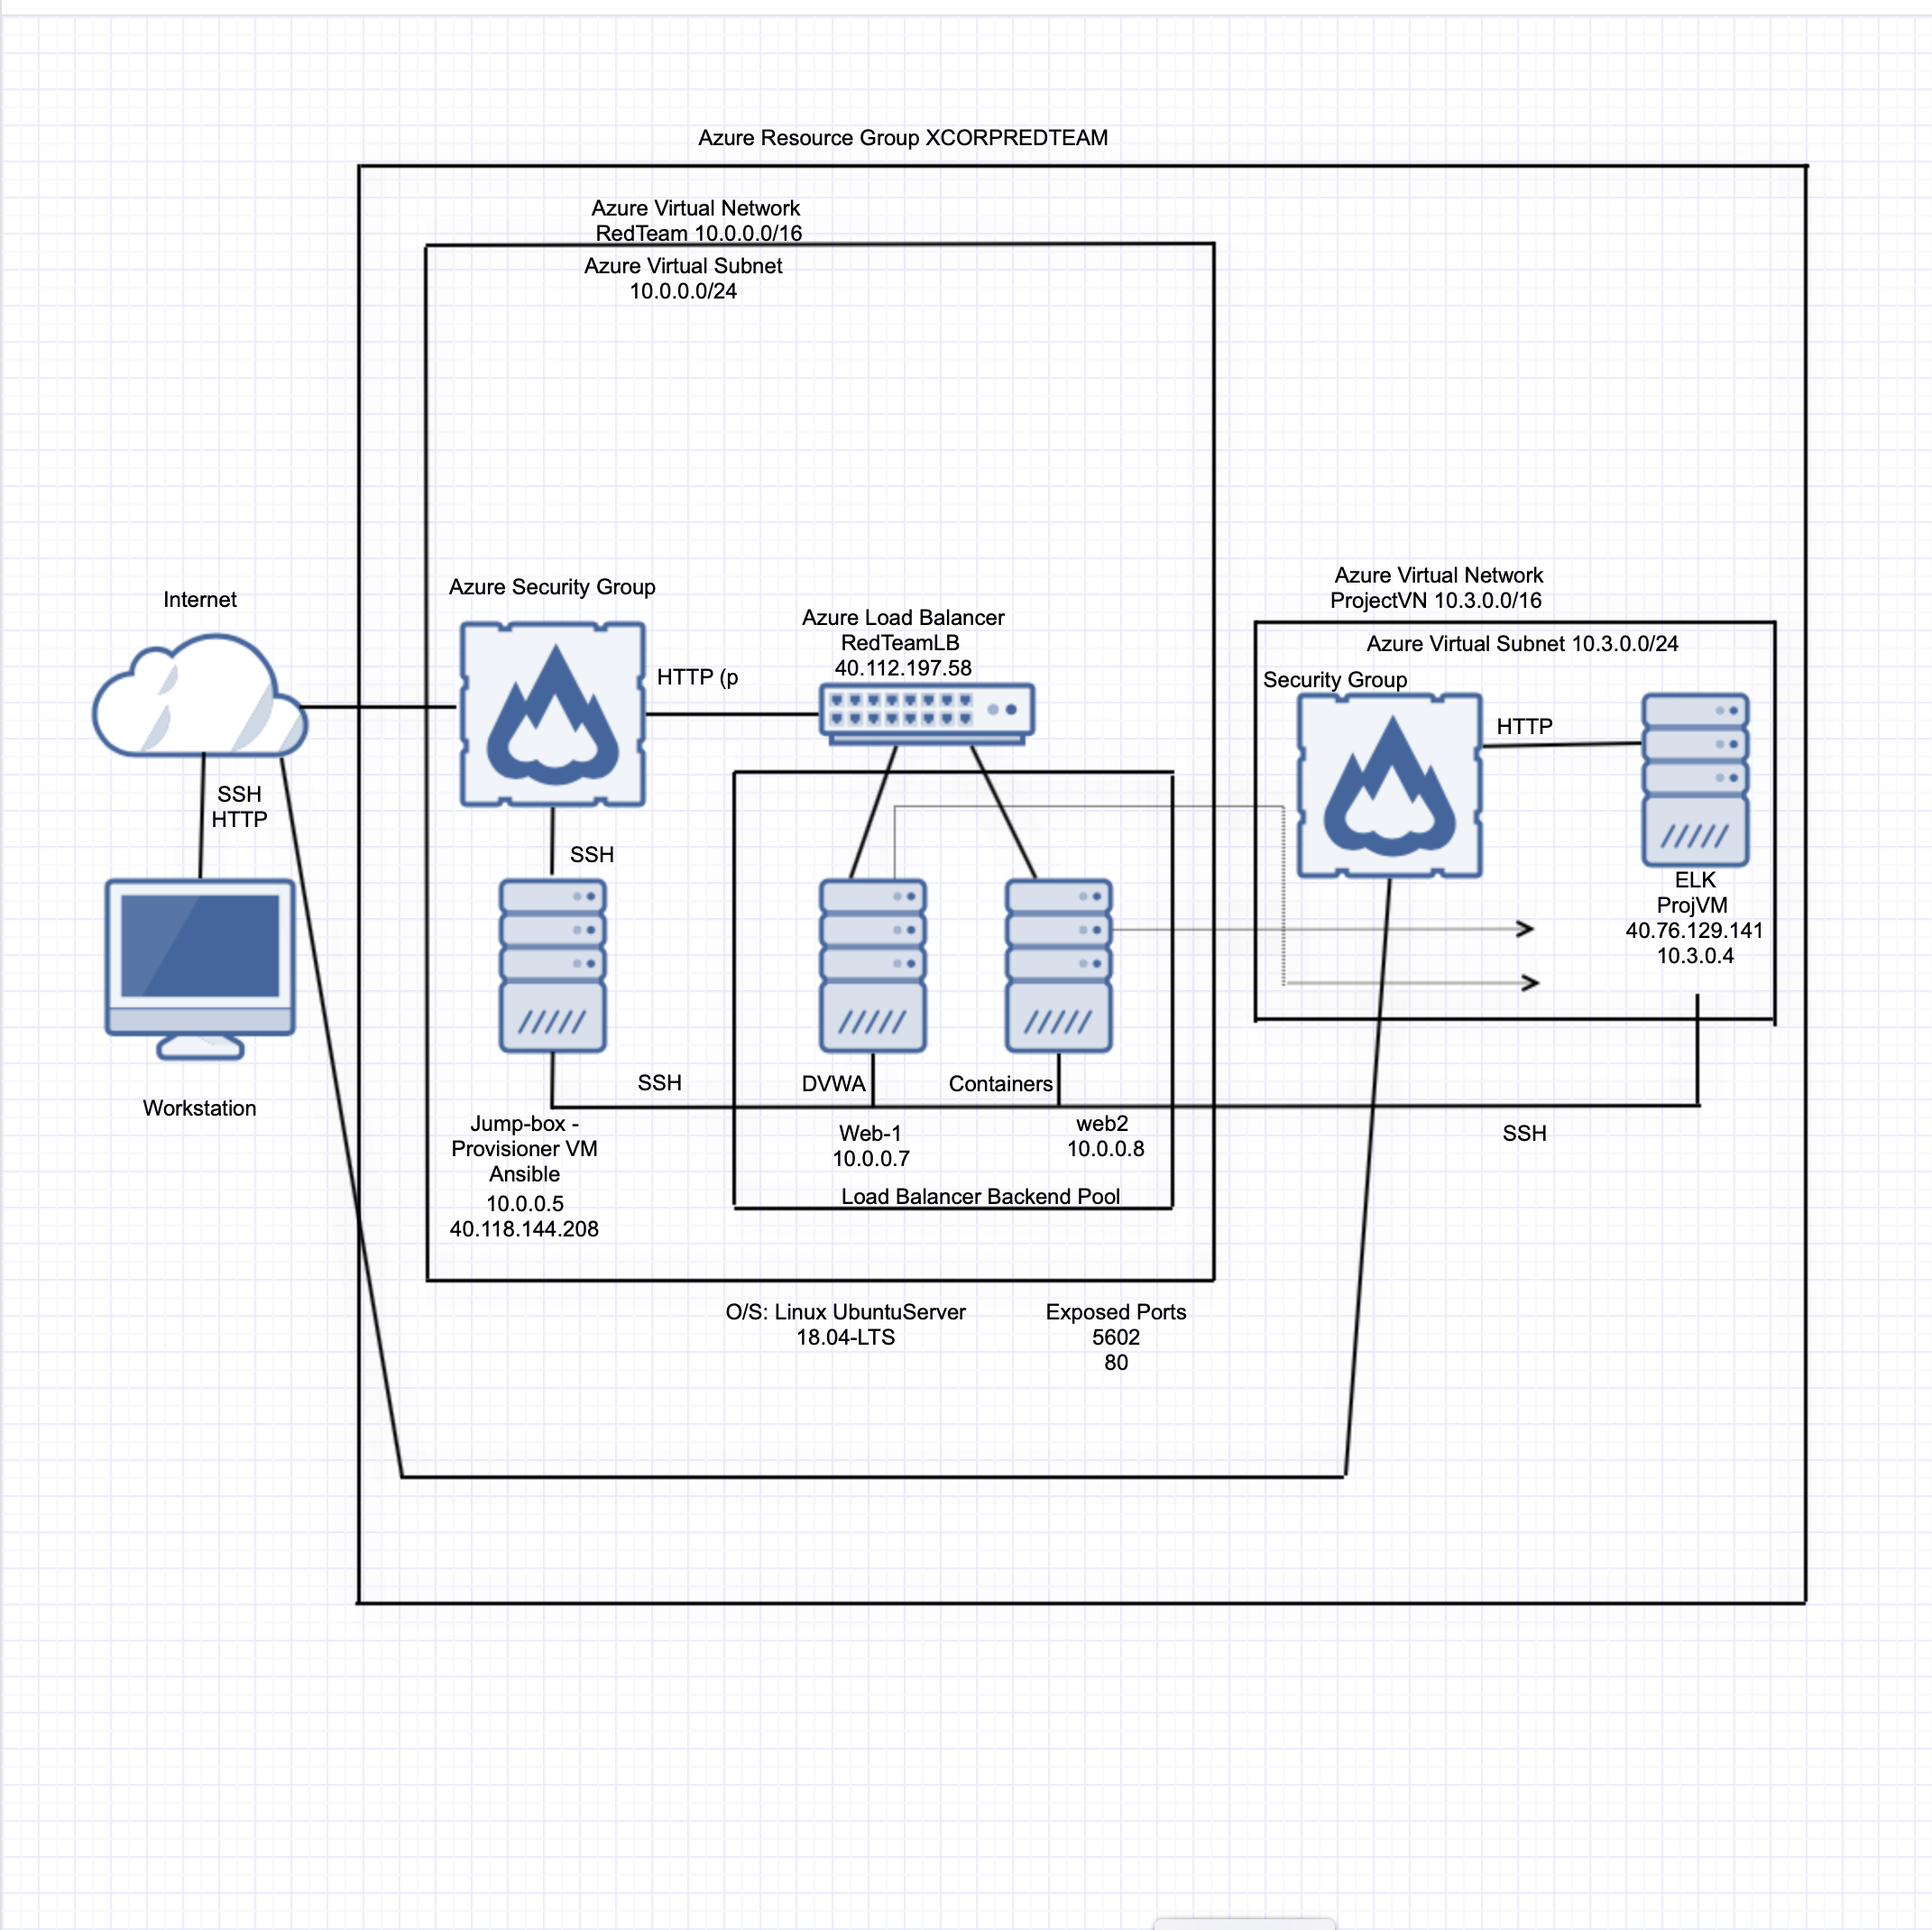 Azure Resource Group XCORPREDTEAM
Azure Virtual Network
RedTeam 10.0.0.0/16
Azure Virtual Subnet
10.0.0.0/24
Internet
Azure Security Group
HTTP (p
Azure Load Balancer
RedTeamLB
40.112.197.58
Azure Virtual Network
ProjectVN 10.3.0.0/16
Azure Virtual Subnet 10.3.0.0/24
Security Group
HTTP
SSH
HTTP
SSH
ELK
ProjVM
40.76.129.141
10.3.0.4
Workstation
SSH
DVWA
Containers
Jump-box -
Provisioner VM
Ansible
10.0.0.5
40.118.144.208
Web-1
10.0.0.7
web2
10.0.0.8
SSH
Load Balancer Backend Pool
O/S: Linux UbuntuServer
18.04-LTS
Exposed Ports
5602
80